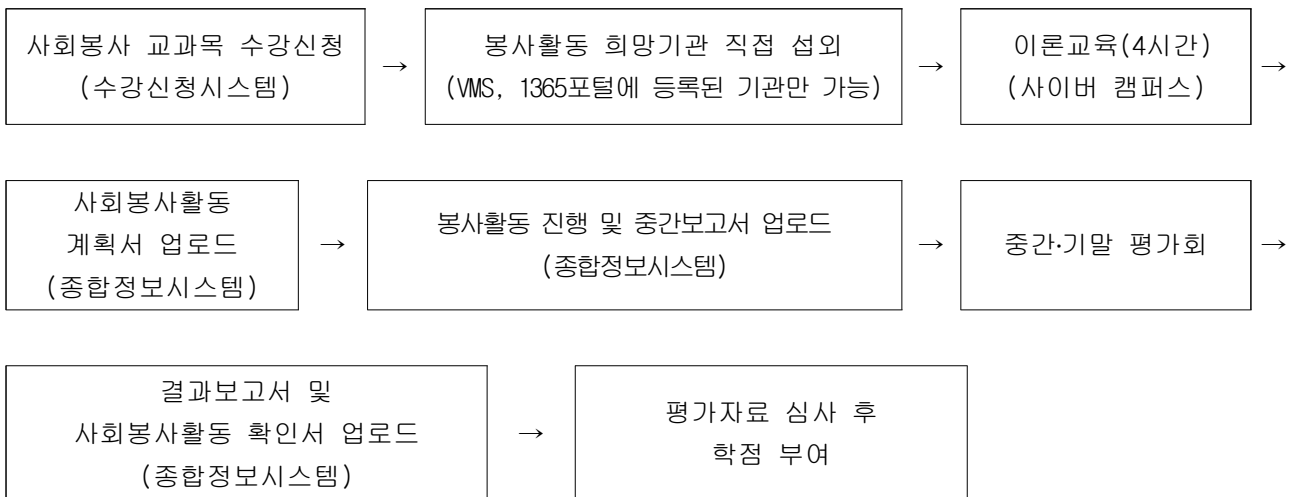 사회봉사 교과목 수강신청
(수강신청시스템)
→
봉사활동 희망기관 직접 섭외
(VMS, 1365포털에 등록된 기관만 가능)
→
이론교육(4시간)
(사이버 캠퍼스)
→
사회봉사활동
계획서 업로드
(종합정보시스템)
→
봉사활동 진행 및 중간보고서 업로드
(종합정보시스템)
→
중간·기말 평가회
→
결과보고서 및
사회봉사활동 확인서 업로드
(종합정보시스템)
→
평가자료 심사 후
학점 부여